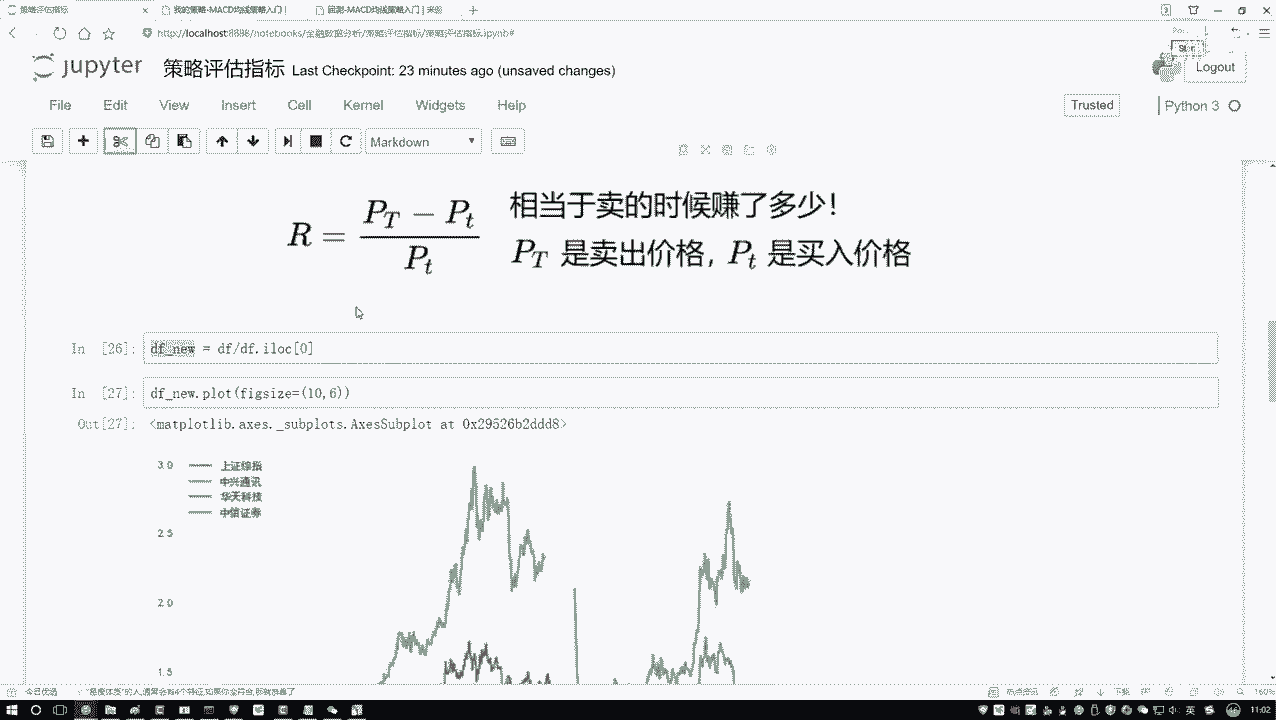 策略评估指标
我的策略-MACD均线策略入门 |
回测-MACD均线策略入门 |
http://localhost:8888/notebooks/金融数据分析/策略评估指标/策略评估指标.ipynb#
jupyter 策略评估指标 Last Checkpoint: 23 minutes ago (unsaved changes)
Logout
File Edit View Insert Cell Kernel Widgets Help
Trusted Python 3
Markdown
R = (P_T − P_t) / P_t
相当于卖的时候赚了多少!
P_T 是卖出价格, P_t 是买入价格
In [26]: df_new = df/df.iloc[0]
In [27]: df_new.plot(figsize=(10,6))
Out[27]: <matplotlib.axes._subplots.AxesSubplot at 0x29526b2ddd8>
3.0
上证综指
中兴通讯
华天科技
中信证券
2.5
2.0
1.5
今日优选
160%
英
11:02